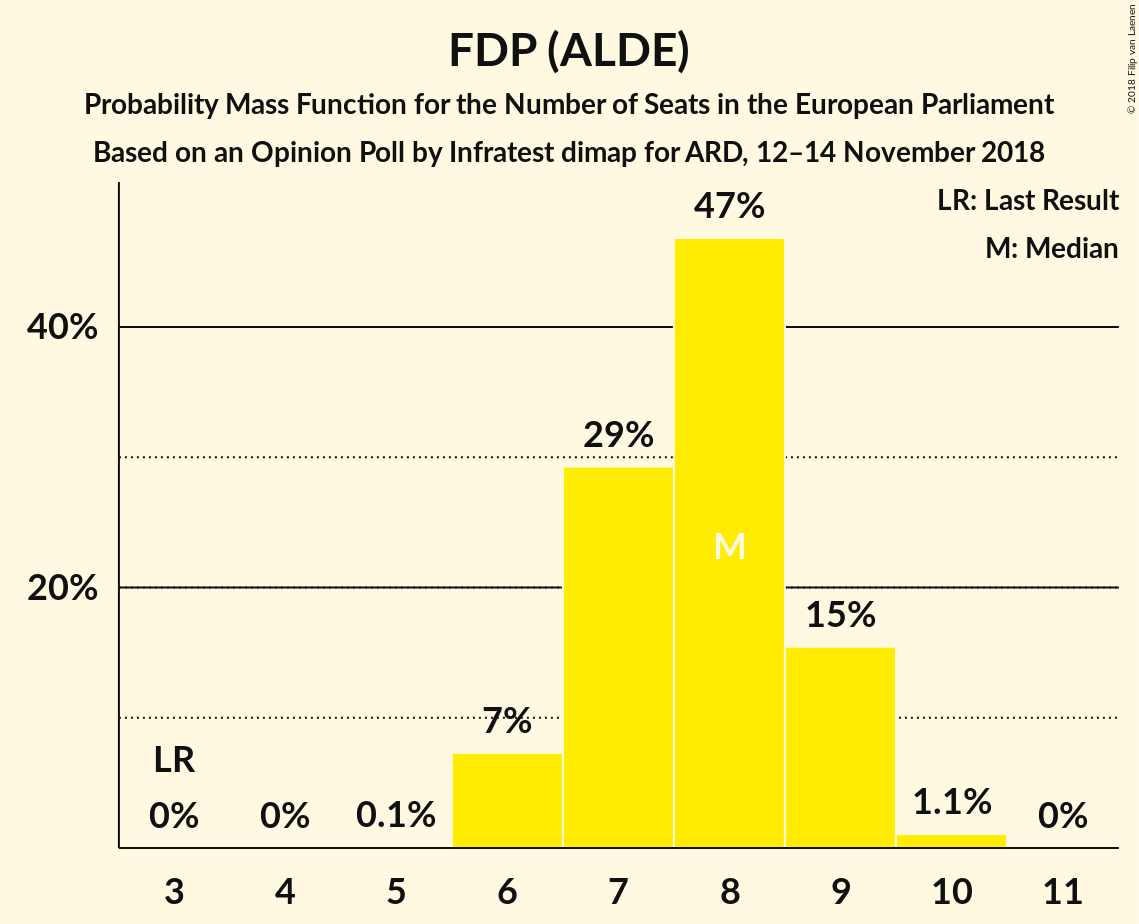 FDP (ALDE)
Probability Mass Function for the Number of Seats in the European Parliament
Based on an Opinion Poll by Infratest dimap for ARD, 12–14 November 2018
© 2018 Filip van Laenen
LR: Last Result
M: Median
47%
40%
29%
M
20%
15%
7%
LR
0% 0% 0.1% 1.1% 0%
3 4 5 6 7 8 9 10 11